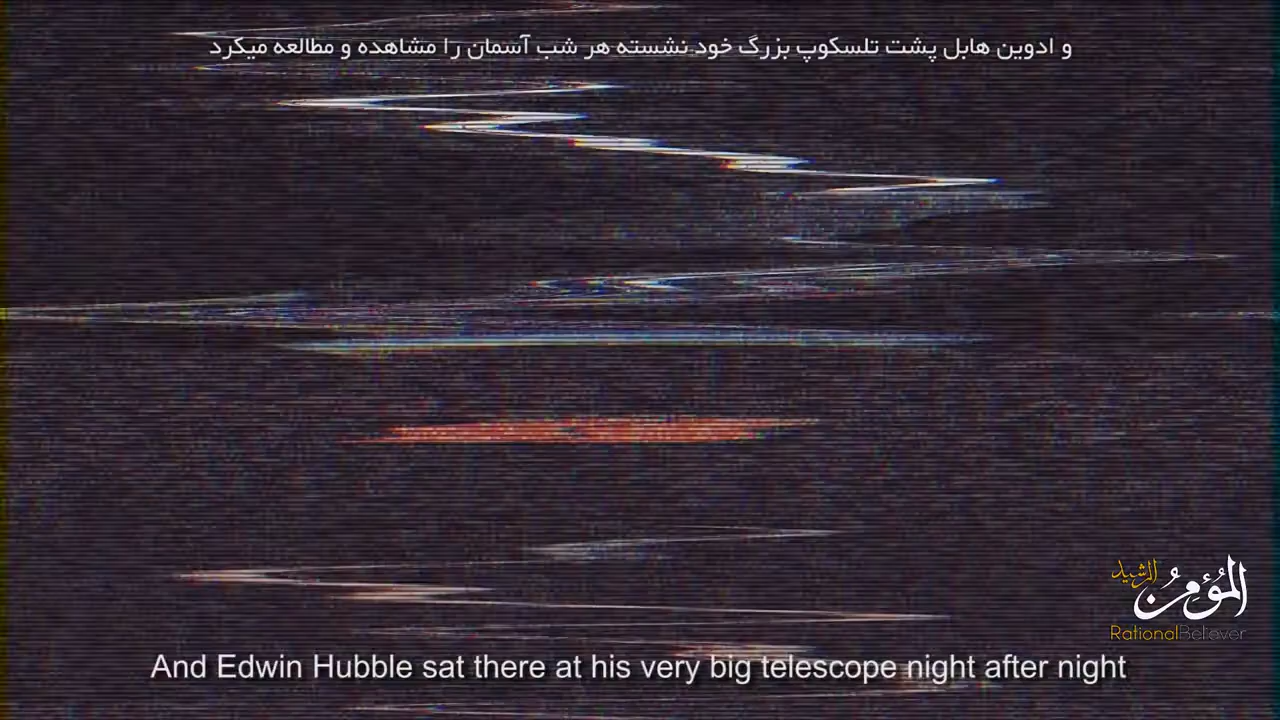 و ادوین هابل پشت تلسکوپ بزرگ خود نشسته هر شب آسمان را مشاهده و مطالعه میکرد
المؤمن الرشيد
RationalBeliever
And Edwin Hubble sat there at his very big telescope night after night